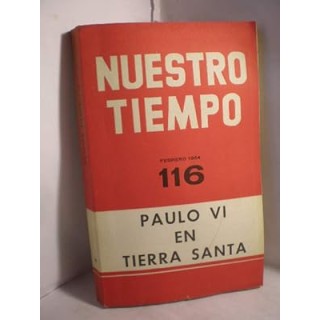 NUESTRO
TIEMPO
FEBRERO 1964
116
PAULO VI
EN
TIERRA SANTA